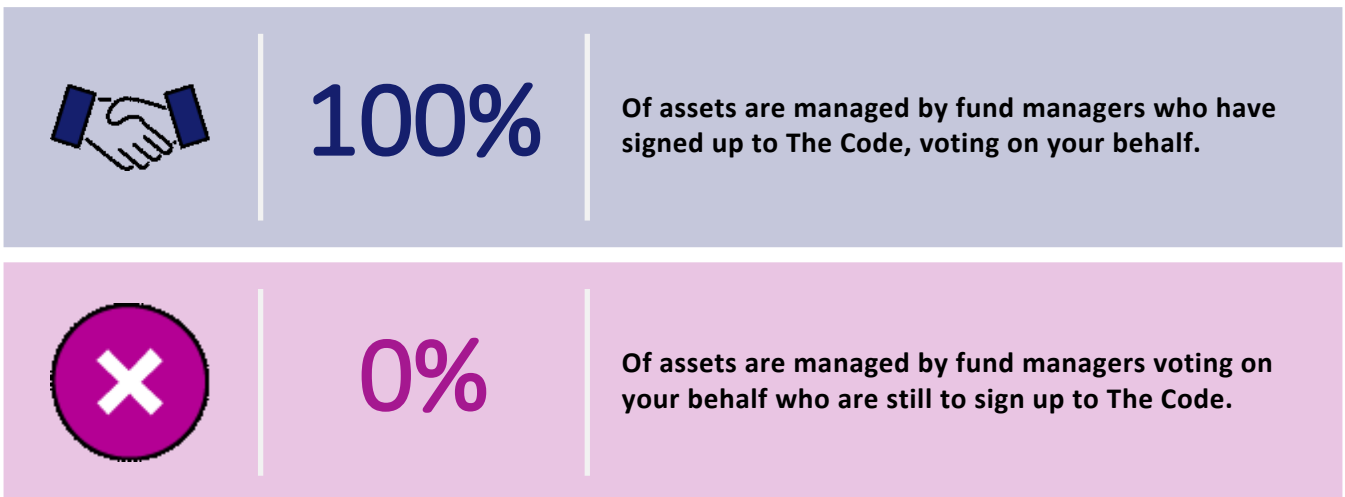 100%
Of assets are managed by fund managers who have
signed up to The Code, voting on your behalf.
0%
Of assets are managed by fund managers voting on
your behalf who are still to sign up to The Code.